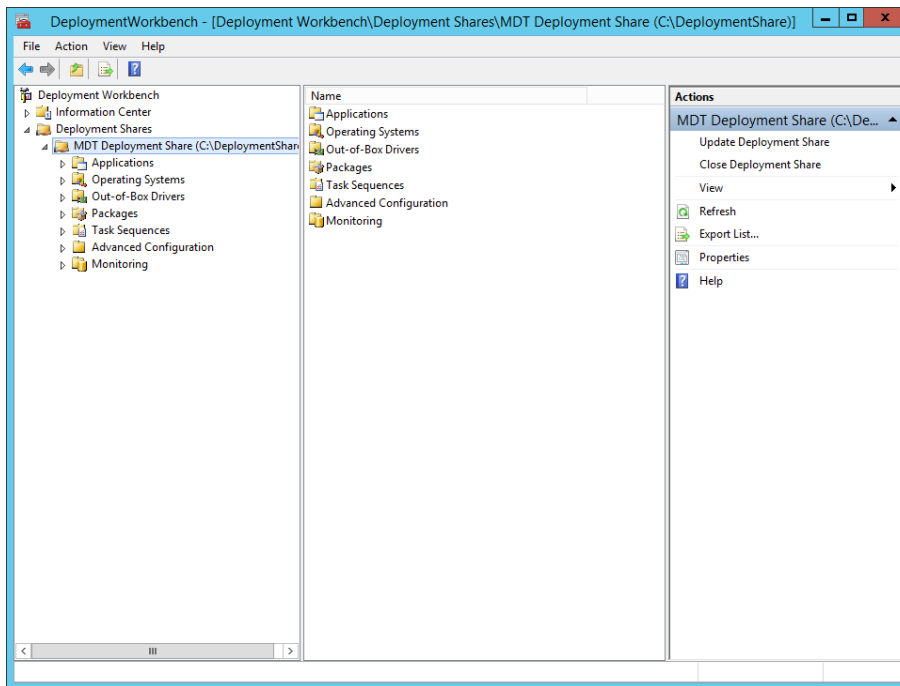 DeploymentWorkbench - [Deployment Workbench\Deployment Shares\MDT Deployment Share (C:\DeploymentShare)]
File Action View Help
Deployment Workbench
Information Center
Deployment Shares
MDT Deployment Share (C:\DeploymentShar
Applications
Operating Systems
Out-of-Box Drivers
Packages
Task Sequences
Advanced Configuration
Monitoring
Name
Applications
Operating Systems
Out-of-Box Drivers
Packages
Task Sequences
Advanced Configuration
Monitoring
Actions
MDT Deployment Share (C:\De...
Update Deployment Share
Close Deployment Share
View
Refresh
Export List...
Properties
Help